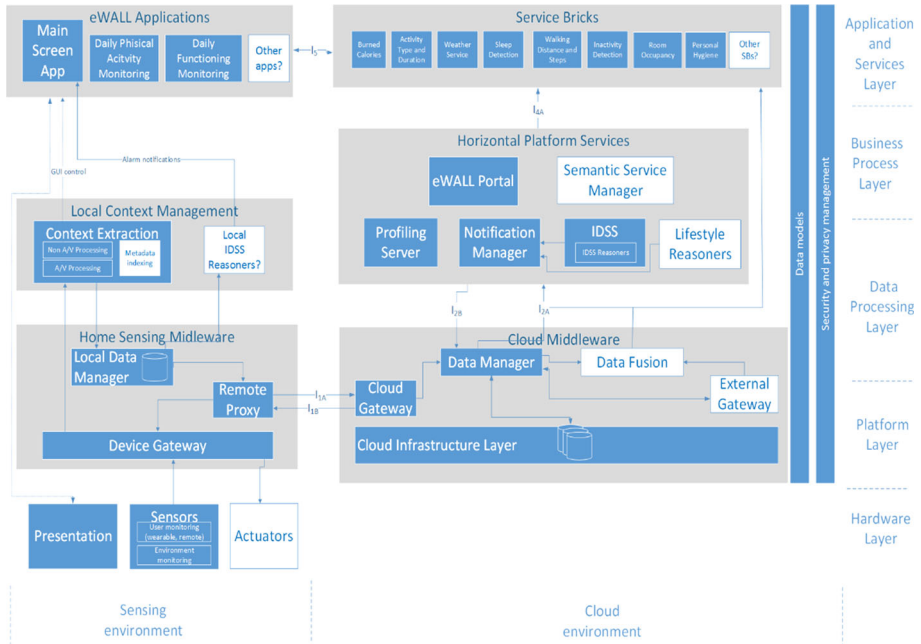 eWALL Applications
Main
Screen
App
Daily Phisical
Acitvity
Monitoring
Daily
Functioning
Monitoring
Other
apps?
I5
Service Bricks
Burned
Calories
Activity
Type and
Duration
Weather
Service
Sleep
Detection
Walking
Distance and
Steps
Inactivity
Detection
Room
Occupancy
Personal
Hygiene
Other
SBs?
Application
and
Services
Layer
I4A
Alarm notifications
GUI control
Horizontal Platform Services
eWALL Portal
Semantic Service
Manager
Profiling
Server
Notification
Manager
IDSS
IDSS Reasoners
Lifestyle
Reasoners
Business
Process
Layer
Local Context Management
Context Extraction
Non A/V Processing
A/V Processing
Metadata
indexing
Local
IDSS
Reasoners?
Data models
Security and privacy management
Data
Processing
Layer
I2B
I2A
Home Sensing Midleware
Local Data
Manager
Remote
Proxy
Device Gateway
I1A
I1B
Cloud Middleware
Data Manager
Data Fusion
Cloud
Gateway
External
Gateway
Cloud Infrastructure Layer
Platform
Layer
Presentation
Sensors
User monitoring
(wearable, remote)
Environment
monitoring
Actuators
Hardware
Layer
Sensing
environment
Cloud
environment